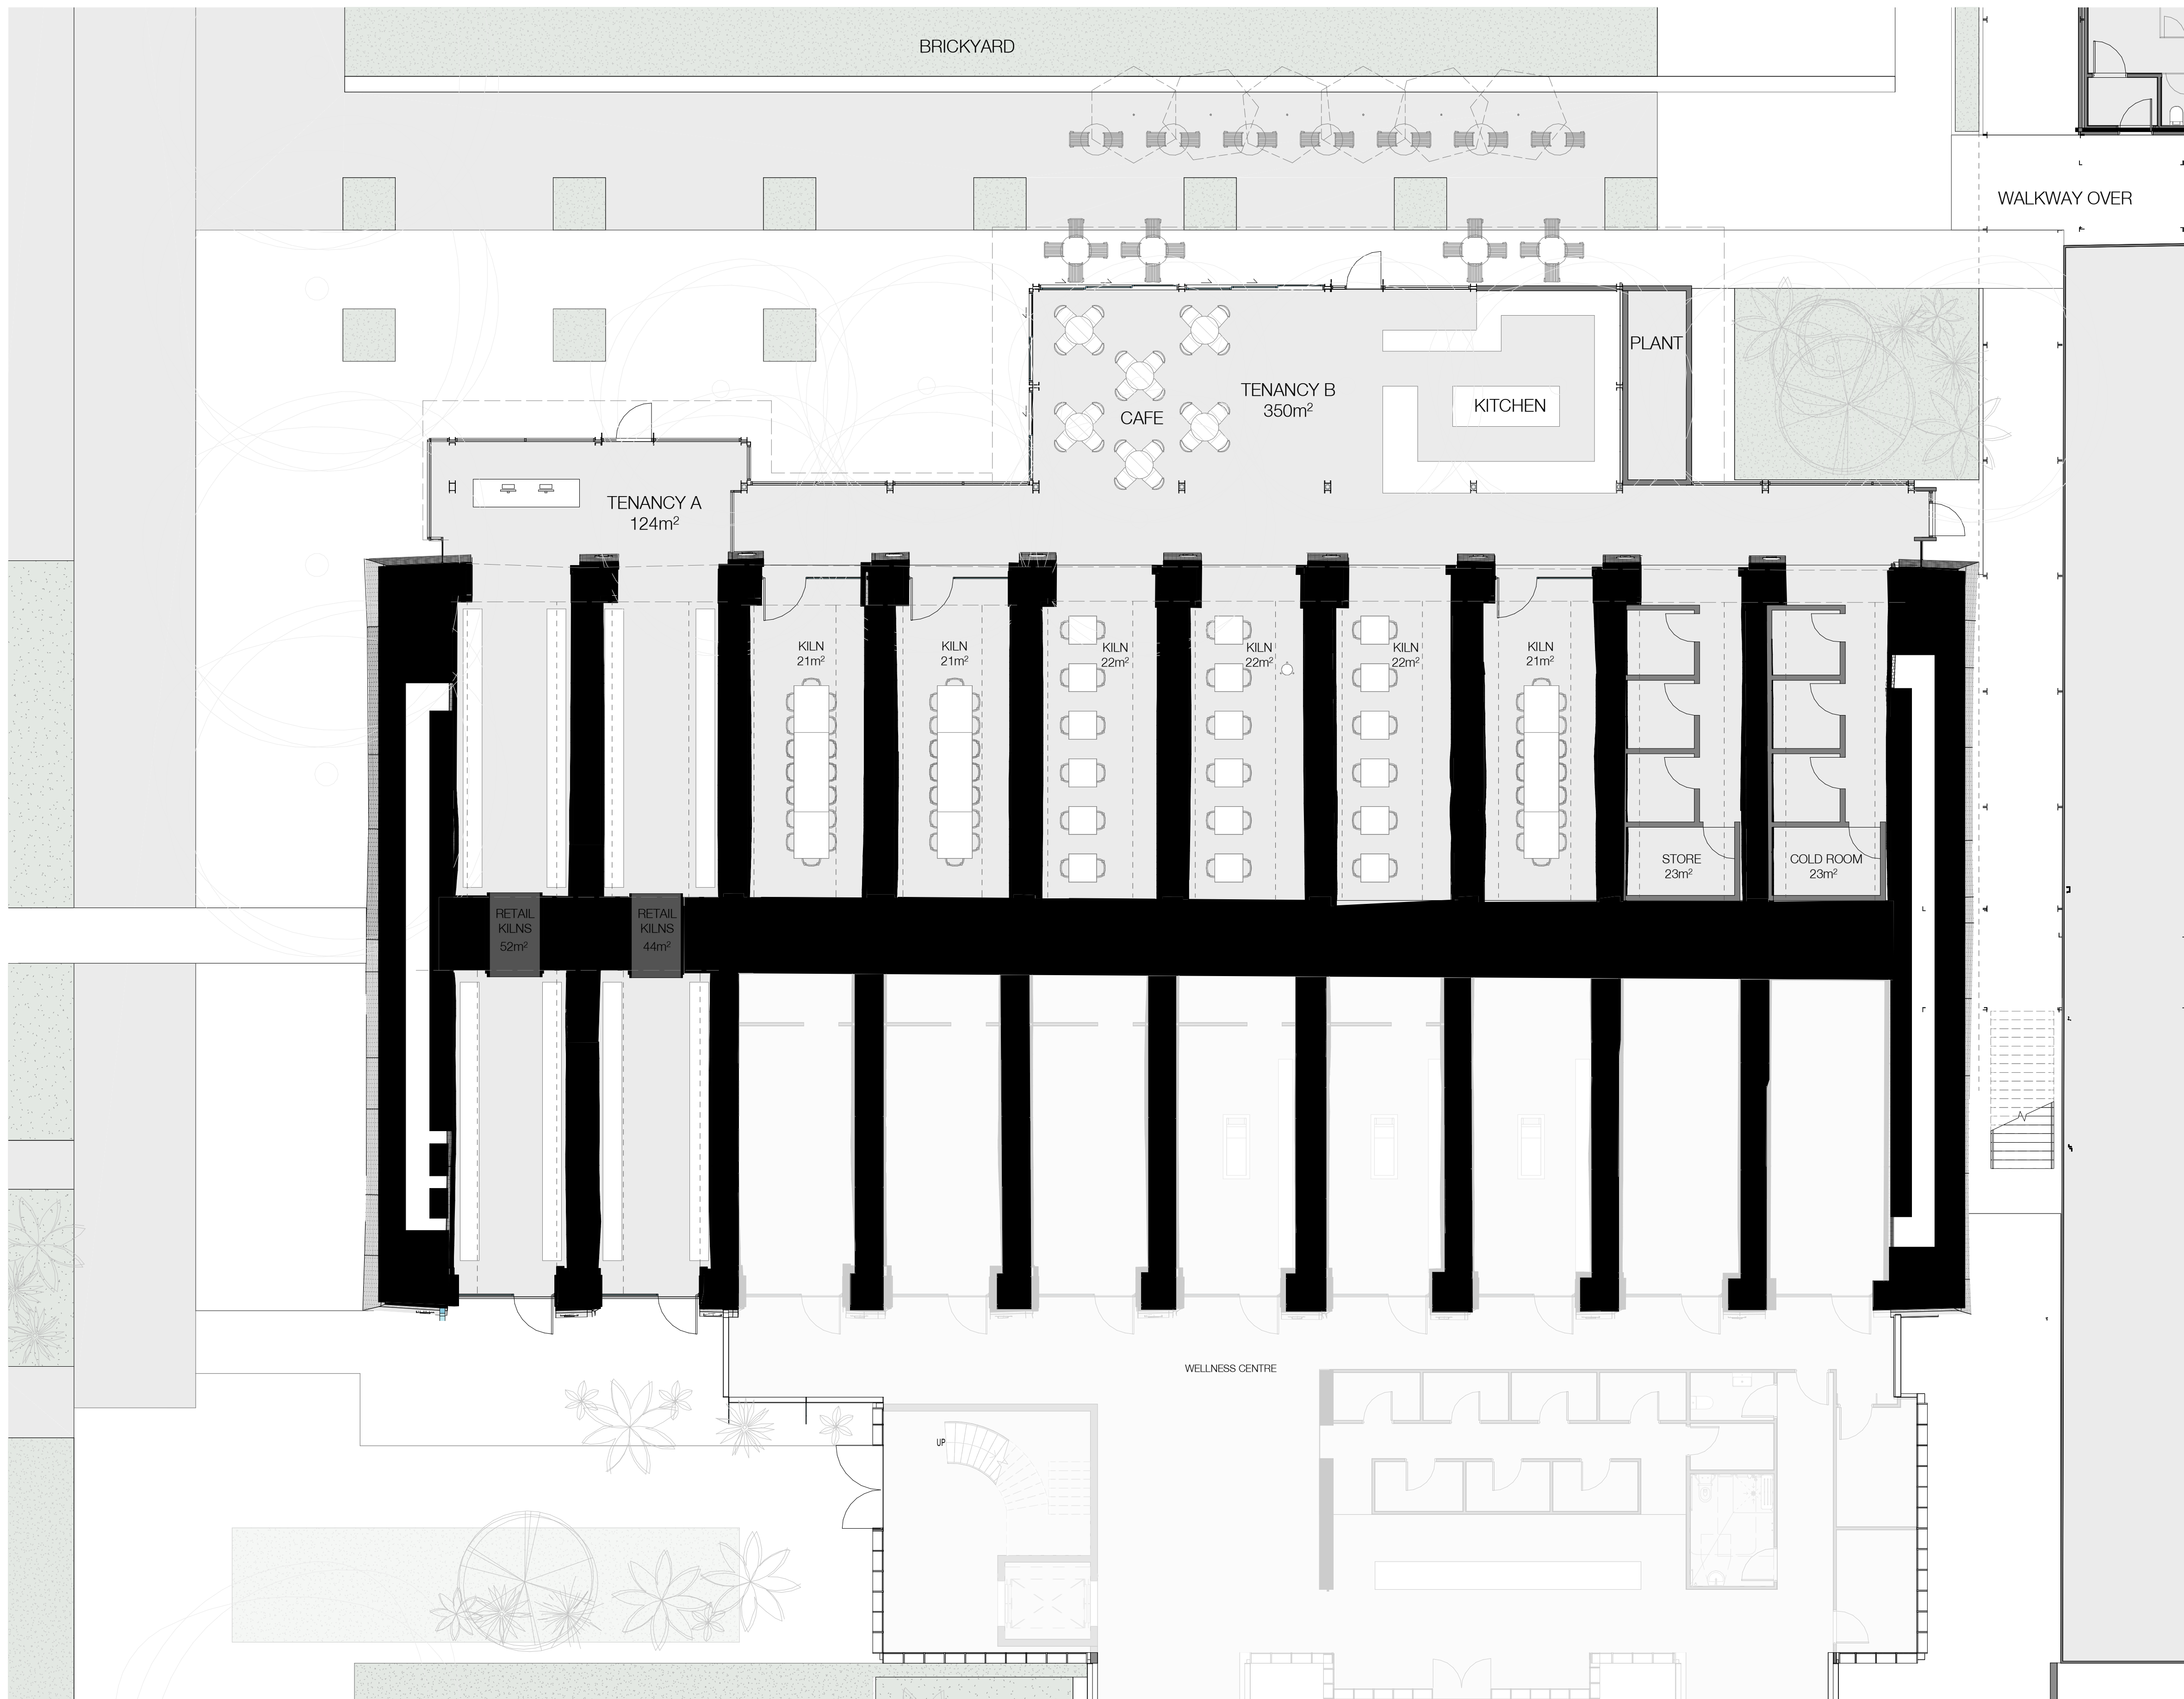 BRICKYARD
WALKWAY OVER
PLANT
TENANCY B
350m²
KITCHEN
CAFE
TENANCY A
124m²
KILN
21m²
KILN
21m²
KILN
22m²
KILN
22m²
KILN
22m²
KILN
21m²
STORE
23m²
COLD ROOM
23m²
RETAIL
KILNS
52m²
RETAIL
KILNS
44m²
WELLNESS CENTRE
UP